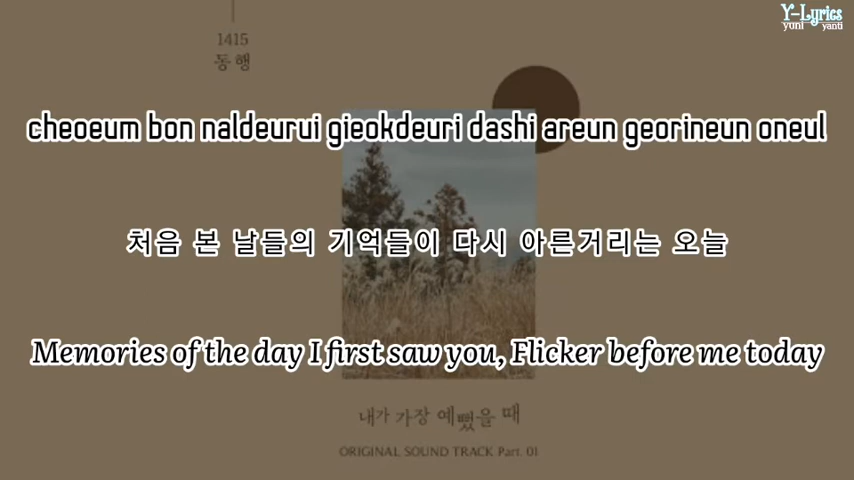 Y-Lyrics
yuni yanti
1415
동행
cheoeum bon naldeurui gieokdeuri dashi areun georineun oneul
처음 본 날들의 기억들이 다시 아른거리는 오늘
Memories of the day I first saw you, Flicker before me today
내가 가장 예뻤을 때
ORIGINAL SOUND TRACK Part. 01